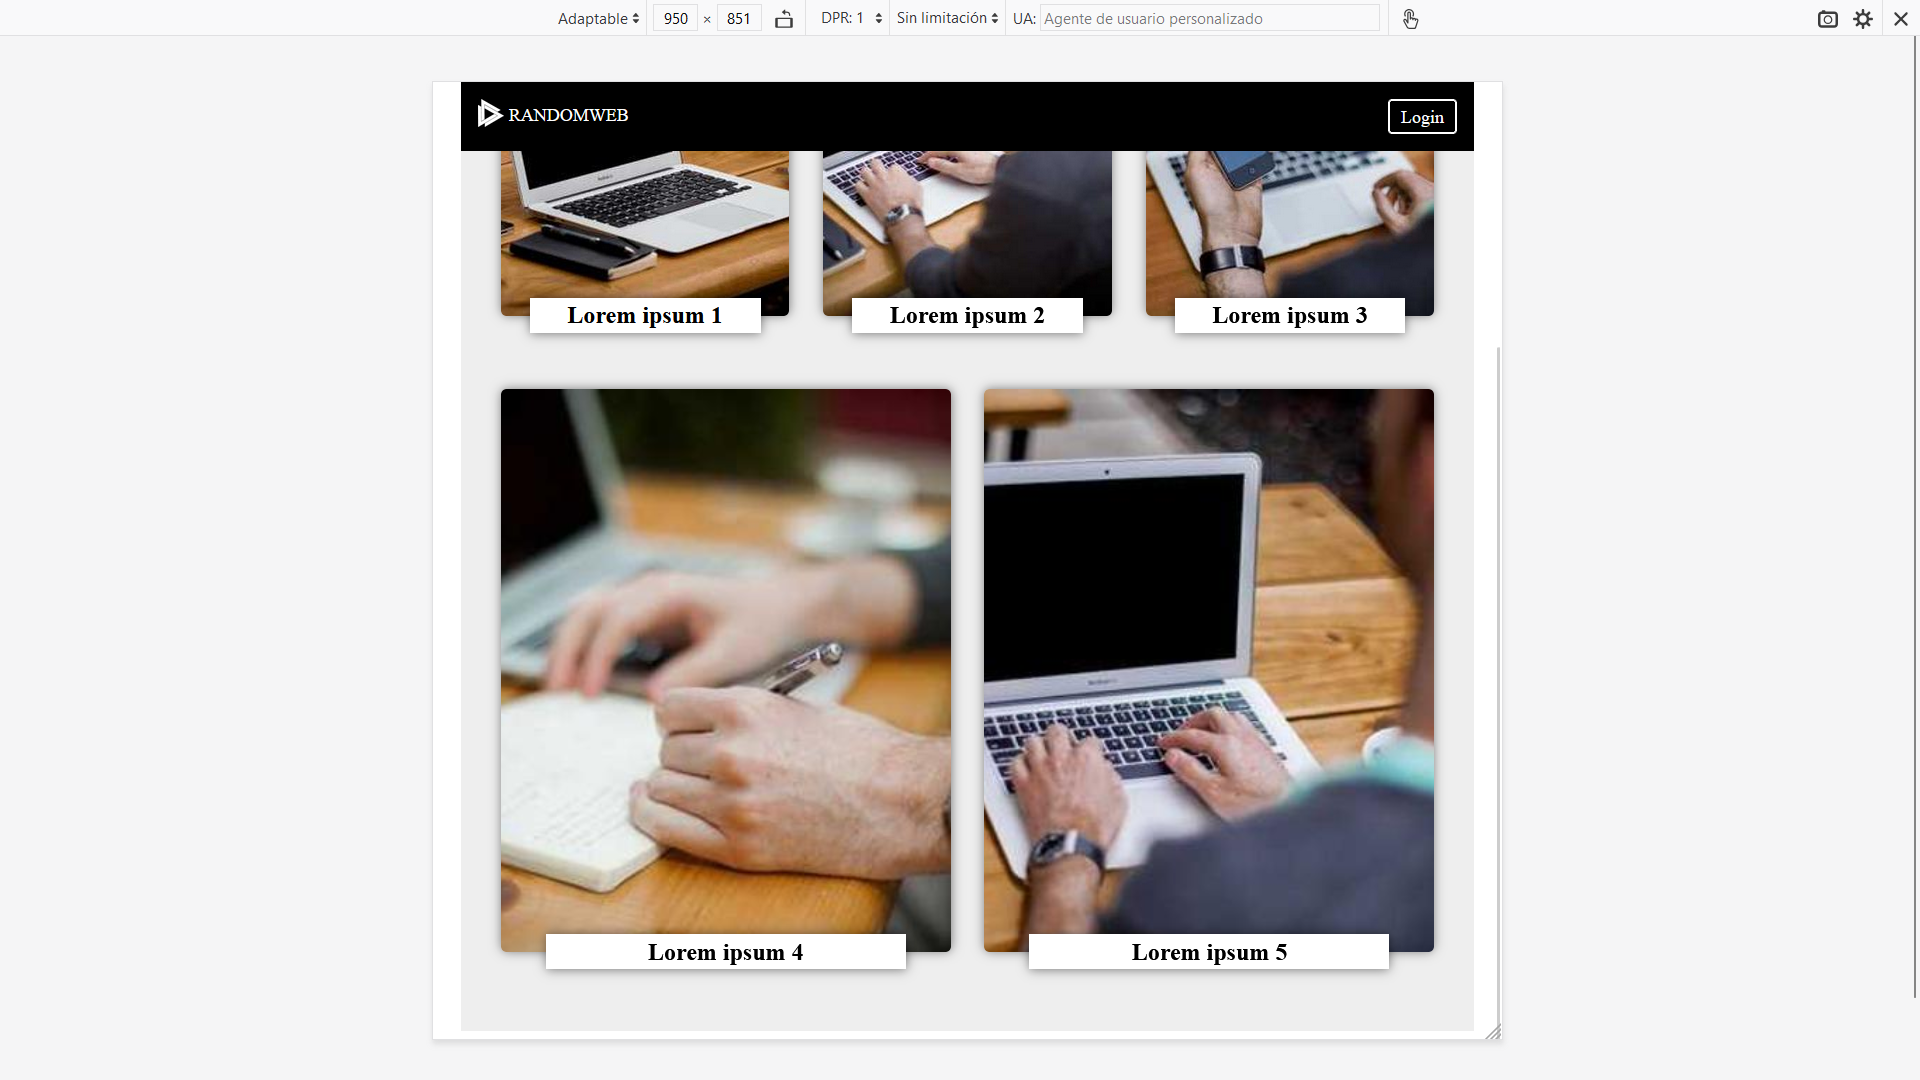 Adaptable 950 × 851 DPR: 1 Sin limitación UA: Agente de usuario personalizado
RANDOMWEB Login
Lorem ipsum 1 Lorem ipsum 2 Lorem ipsum 3
Lorem ipsum 4 Lorem ipsum 5